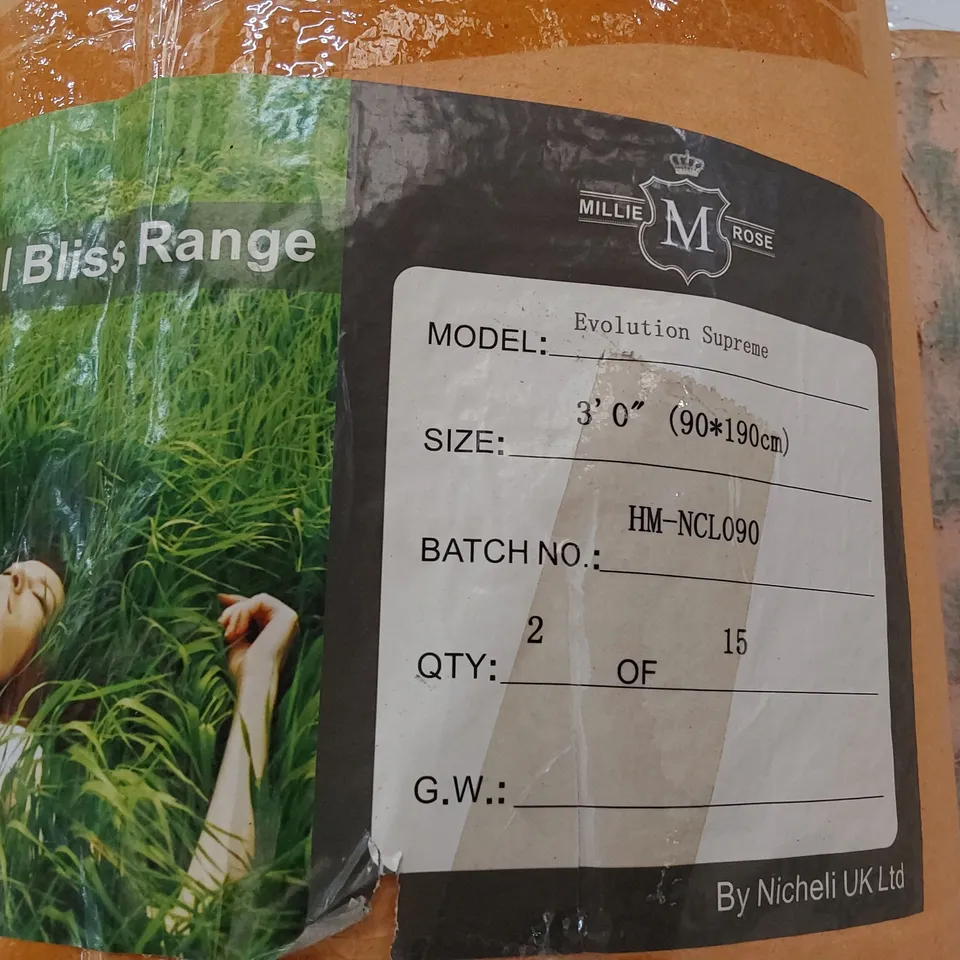 Bliss Range
MILLIE M ROSE
MODEL: Evolution Supreme
SIZE: 3' 0" (90*190cm)
BATCH NO.: HM-NCL090
QTY: 2 OF 15
G.W.:
By Nicheli UK Ltd